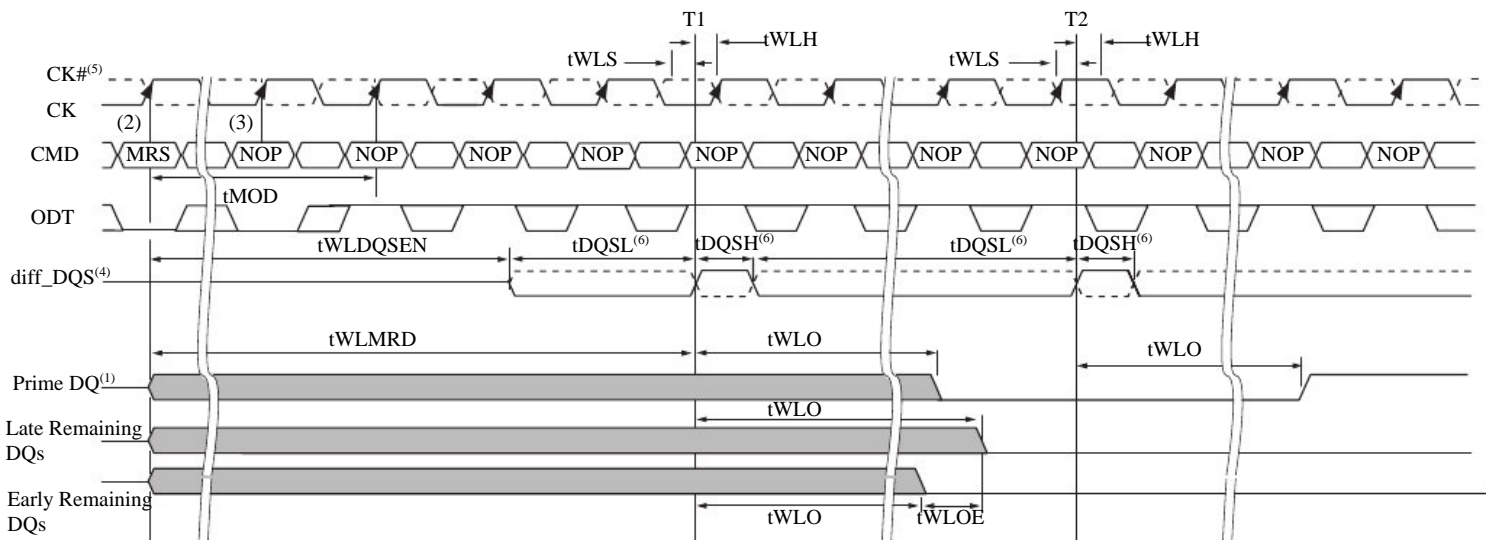 T1 T2
tWLH tWLH
tWLS tWLS
CK#(5)
CK
(2) (3)
CMD MRS NOP NOP NOP NOP NOP NOP NOP NOP NOP NOP NOP
tMOD
ODT
tWLDQSEN tDQSL(6) tDQSH(6) tDQSL(6) tDQSH(6)
diff_DQS(4)
tWLMRD tWLO tWLO
Prime DQ(1)
tWLO
Late Remaining
DQs
Early Remaining
DQs
tWLO tWLOE